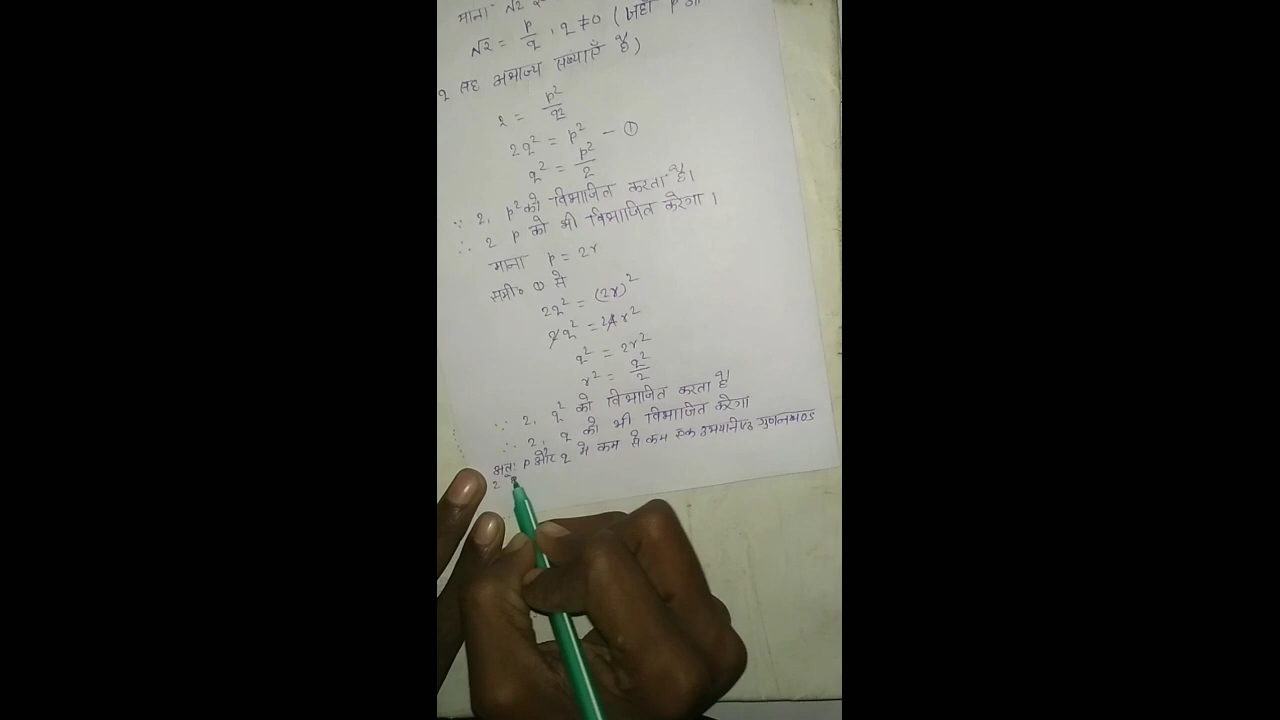 माना √2
√2 = p/q , q ≠ 0 ( जहाँ p
q सह अभाज्य संख्याएँ है )
2 = p²/q²
2q² = p² — ①
q² = p²/2
∵ 2, p² को विभाजित करता है।
∴ 2 p को भी विभाजित करेगा ।
माना p = 2r
समी० ① से
2q² = (2r)²
2q² = 24r²
q² = 2r²
r² = q²/2
∵ 2, q² को विभाजित करता है
∴ 2, q को भी विभाजित करेगा
अतः p और q में कम से कम एक उभयनिष्ठ गुणनखण्ड
2